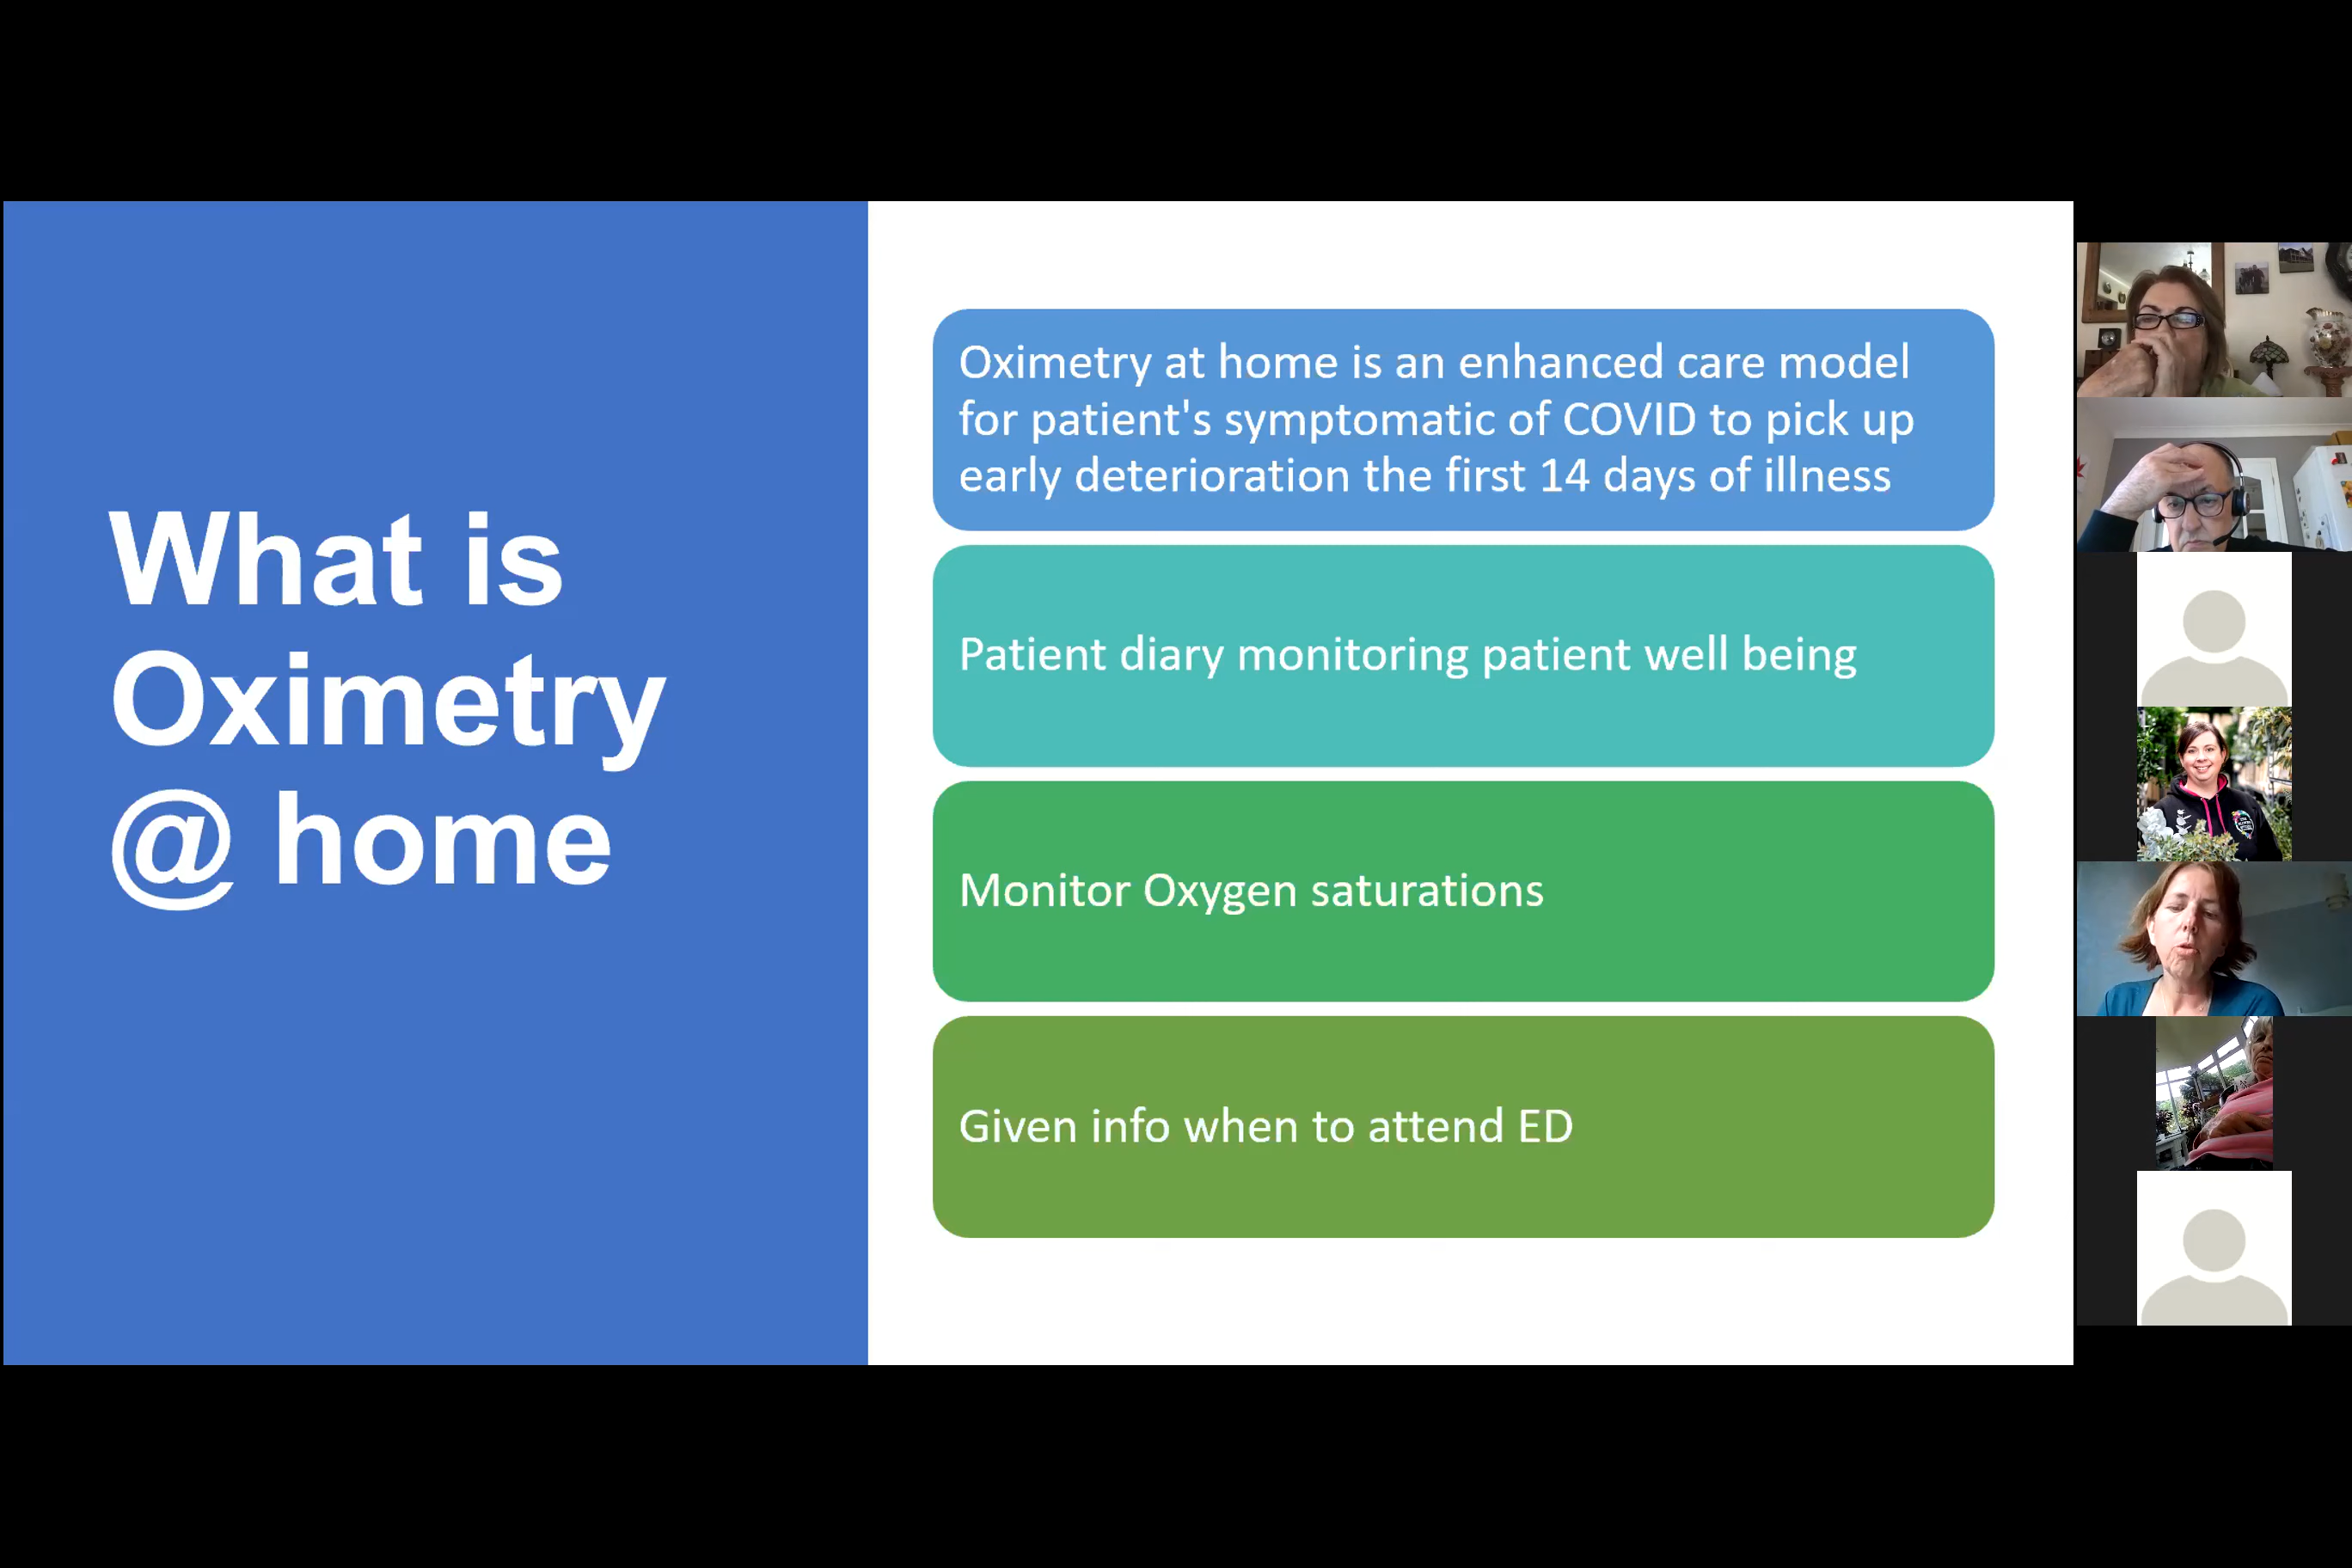 What is
Oximetry
@ home
Oximetry at home is an enhanced care model
for patient's symptomatic of COVID to pick up
early deterioration the first 14 days of illness
Patient diary monitoring patient well being
Monitor Oxygen saturations
Given info when to attend ED